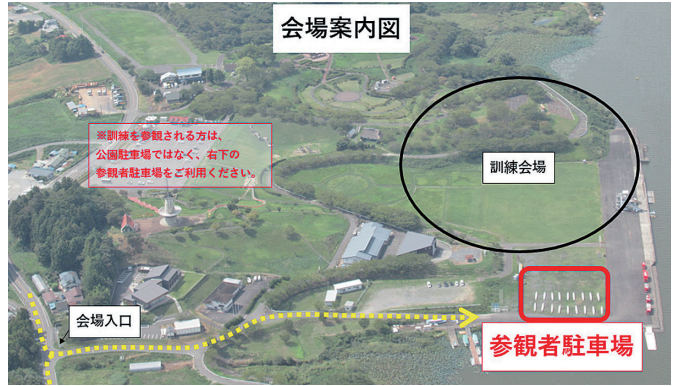 会場案内図
※訓練を参観される方は、
公園駐車場ではなく、右下の
参観者駐車場をご利用ください。
訓練会場
会場入口
参観者駐車場